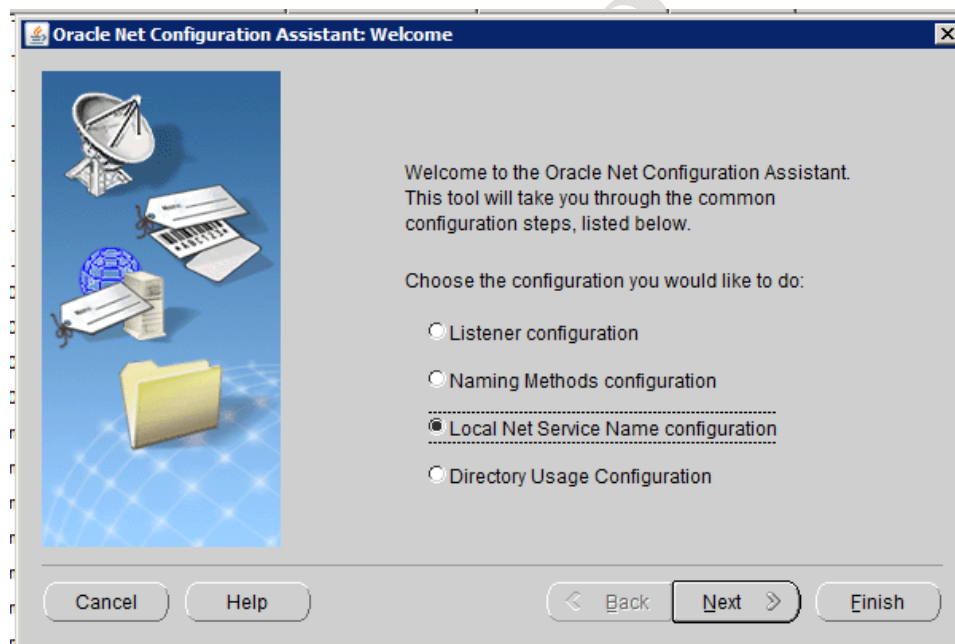 Oracle Net Configuration Assistant: Welcome
Welcome to the Oracle Net Configuration Assistant.
This tool will take you through the common
configuration steps, listed below.
Choose the configuration you would like to do:
Listener configuration
Naming Methods configuration
Local Net Service Name configuration
Directory Usage Configuration
Cancel
Help
Back
Next
Finish